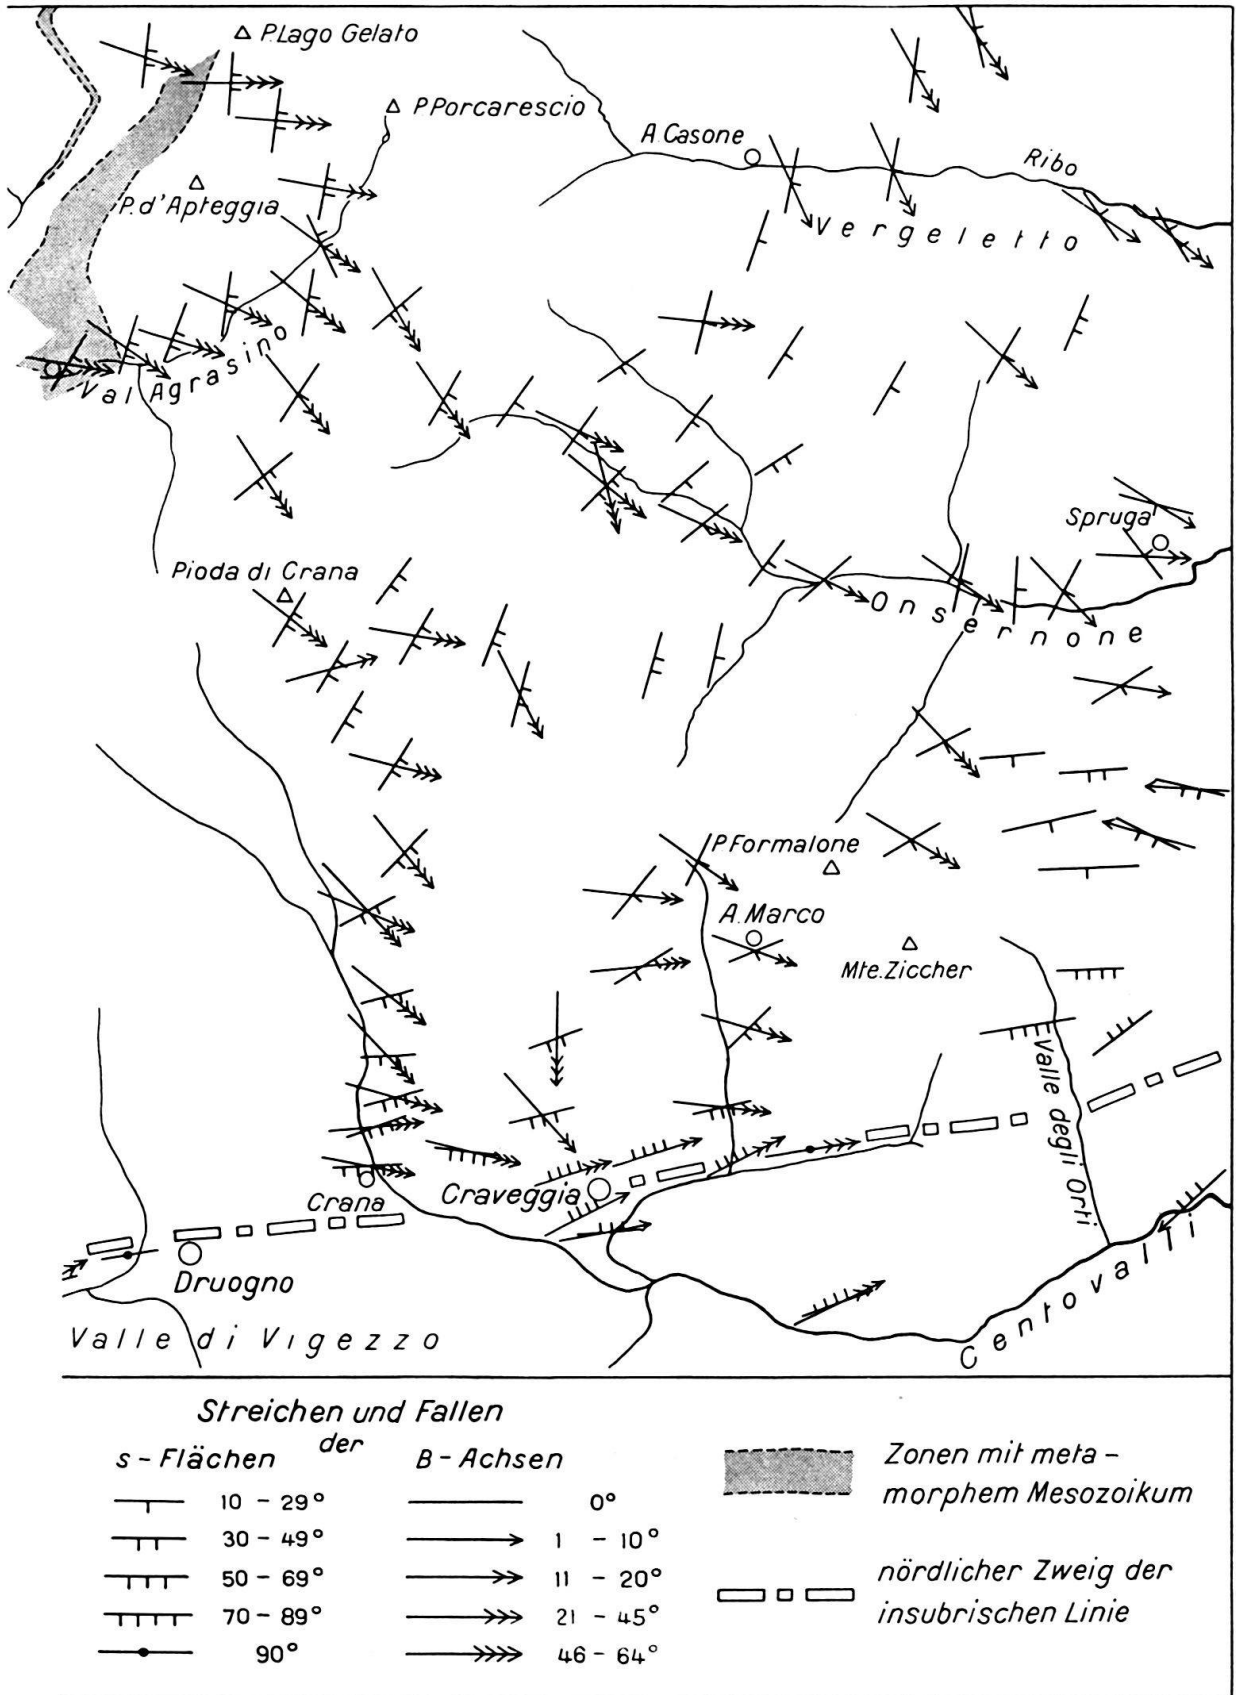 P.Lago Gelato
P.Porcarescio
A.Casone
Ribo
P.d'Apteggia
Vergeletto
Val Agrasino
Spruga
Pioda di Crana
Onsernone
P.Formalone
A.Marco
Mte.Ziccher
Valle degli Orti
Crana
Craveggia
Druogno
Centovalli
Valle di Vigezzo
Streichen und Fallen
der
s-Flächen
B-Achsen
10 - 29°
30 - 49°
50 - 69°
70 - 89°
90°
0°
1 - 10°
11 - 20°
21 - 45°
46 - 64°
Zonen mit meta-
morphem Mesozoikum
nördlicher Zweig der
insubrischen Linie